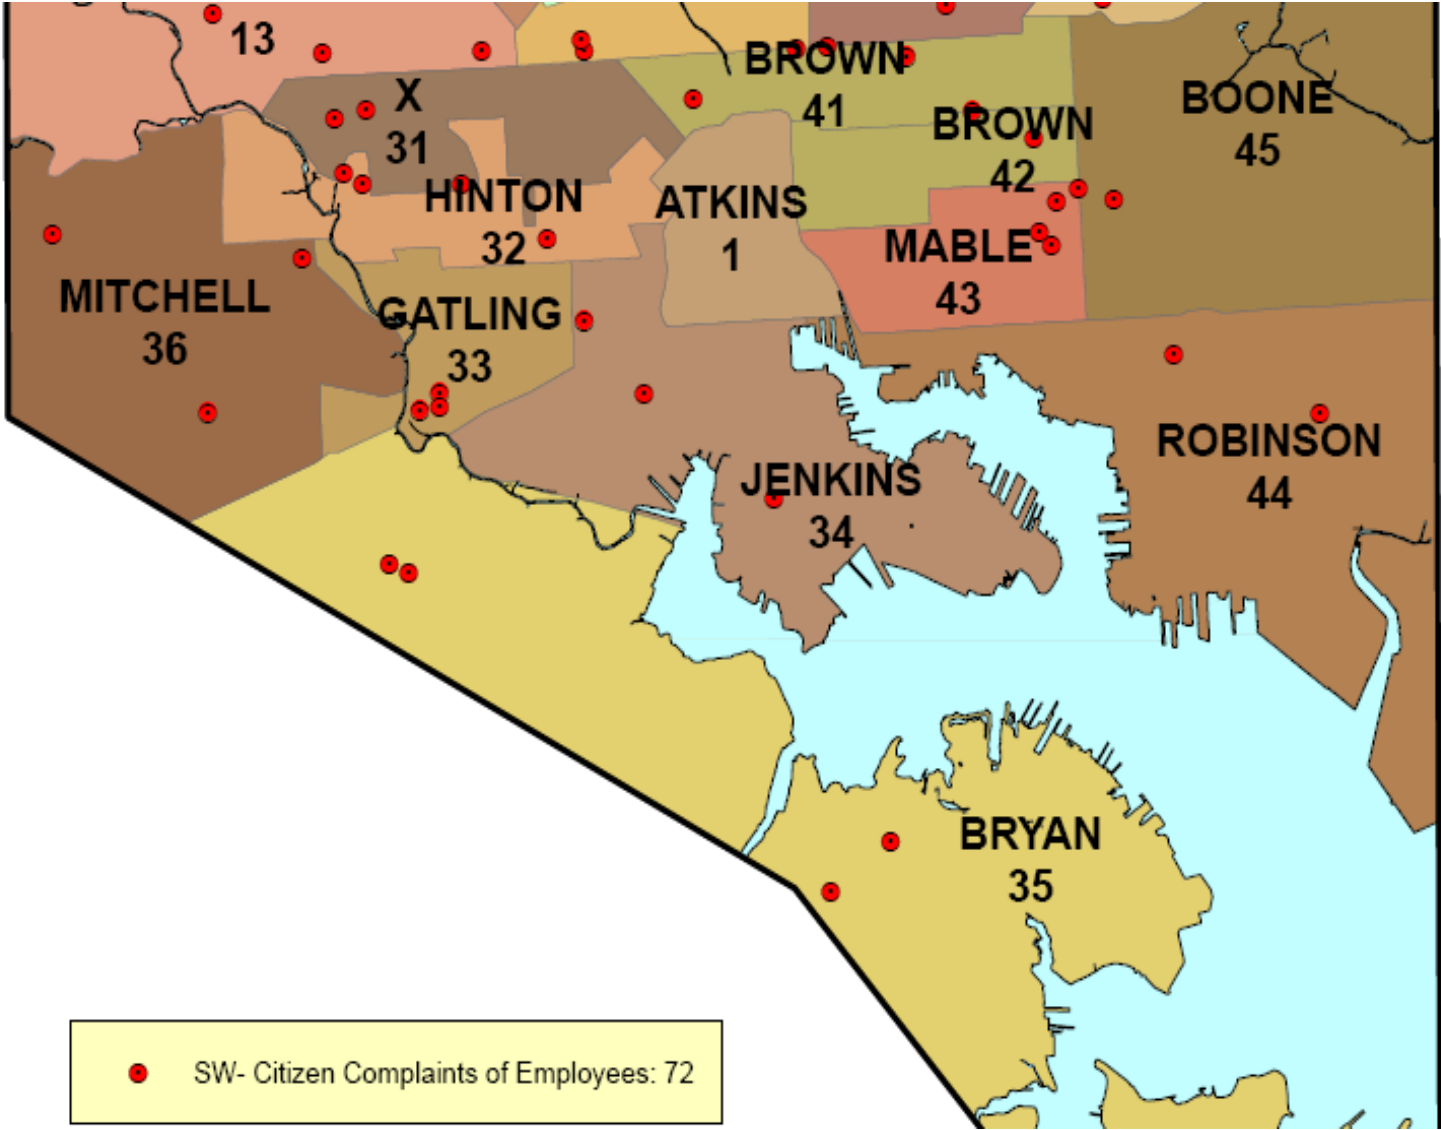 13
BROWN
41
X
31
BROWN
42
BOONE
45
HINTON
32
ATKINS
1
MABLE
43
MITCHELL
36
GATLING
33
JENKINS
34
ROBINSON
44
BRYAN
35
SW- Citizen Complaints of Employees: 72